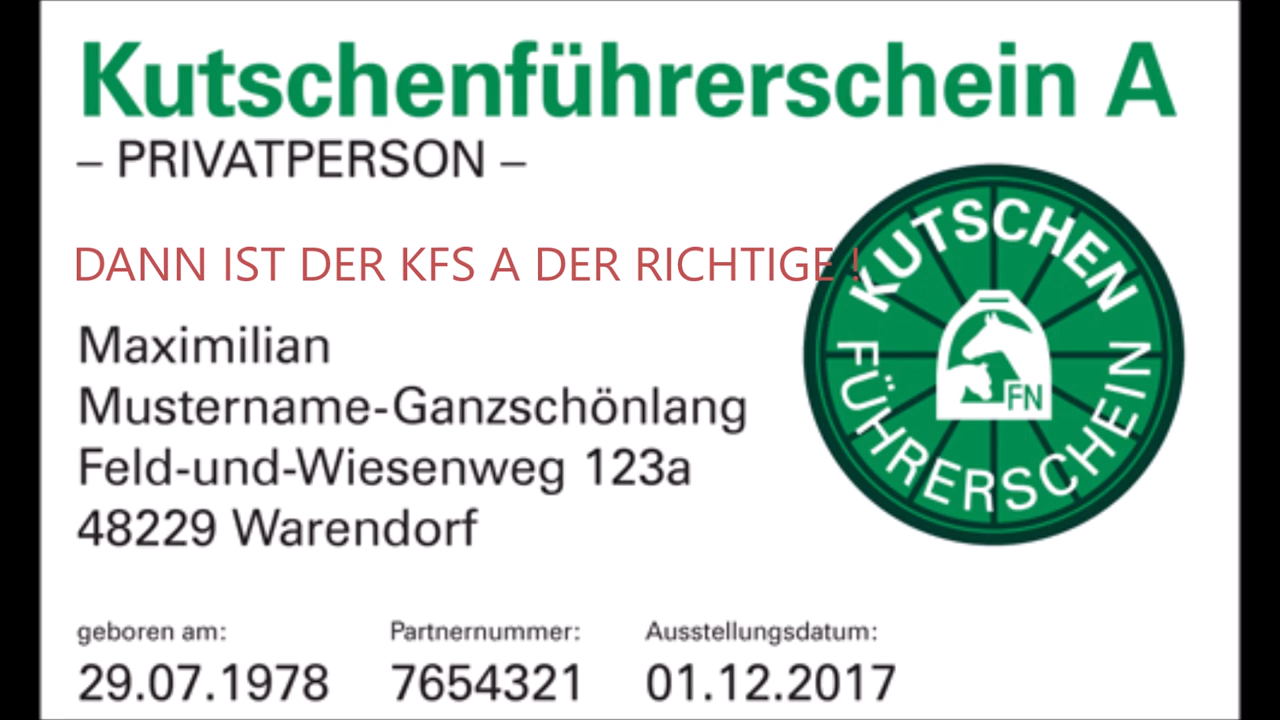 Kutschenführerschein A
– PRIVATPERSON –
DANN IST DER KFS A DER RICHTIGE !
KUTSCHEN
FÜHRERSCHEIN
FN
Maximilian
Mustername-Ganzschönlang
Feld-und-Wiesenweg 123a
48229 Warendorf
geboren am: Partnernummer: Ausstellungsdatum:
29.07.1978 7654321 01.12.2017